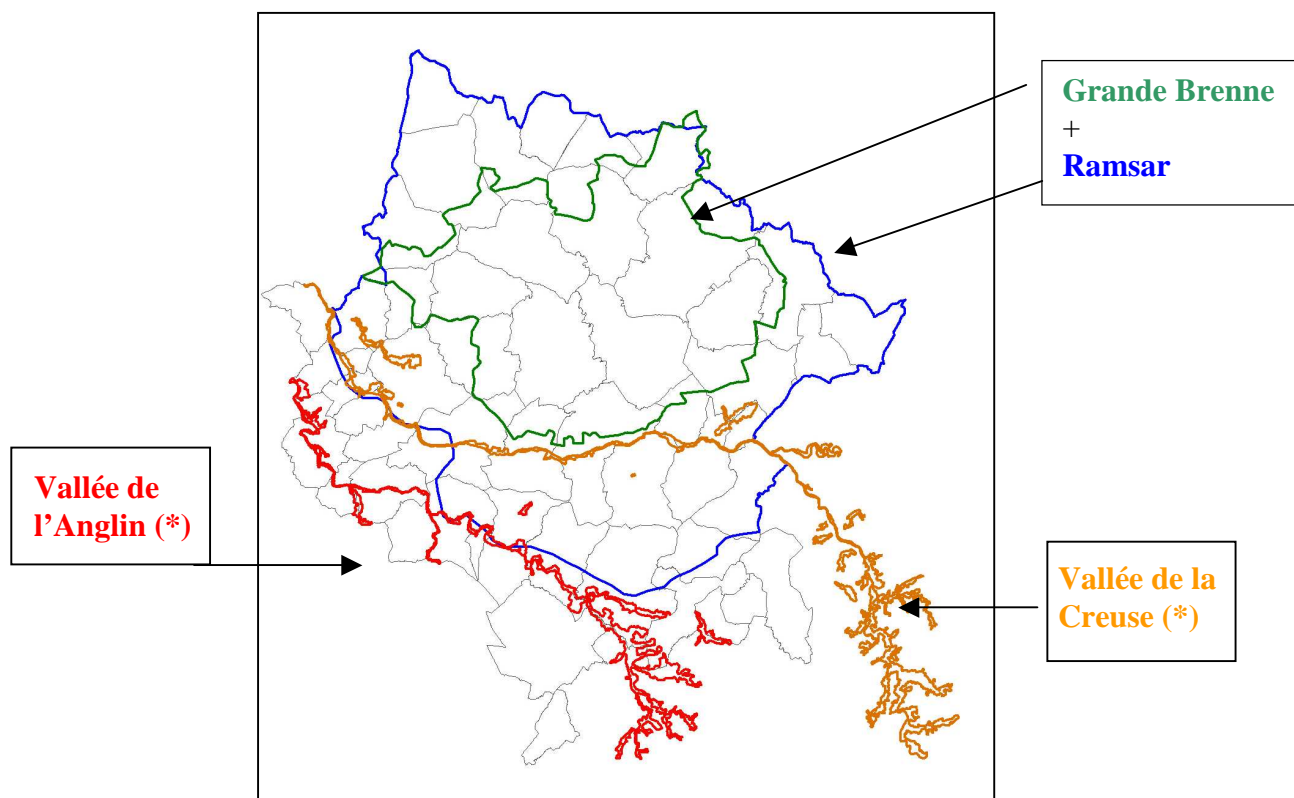 Grande Brenne
+
Ramsar
Vallée de
l’Anglin (*)
Vallée de la
Creuse (*)